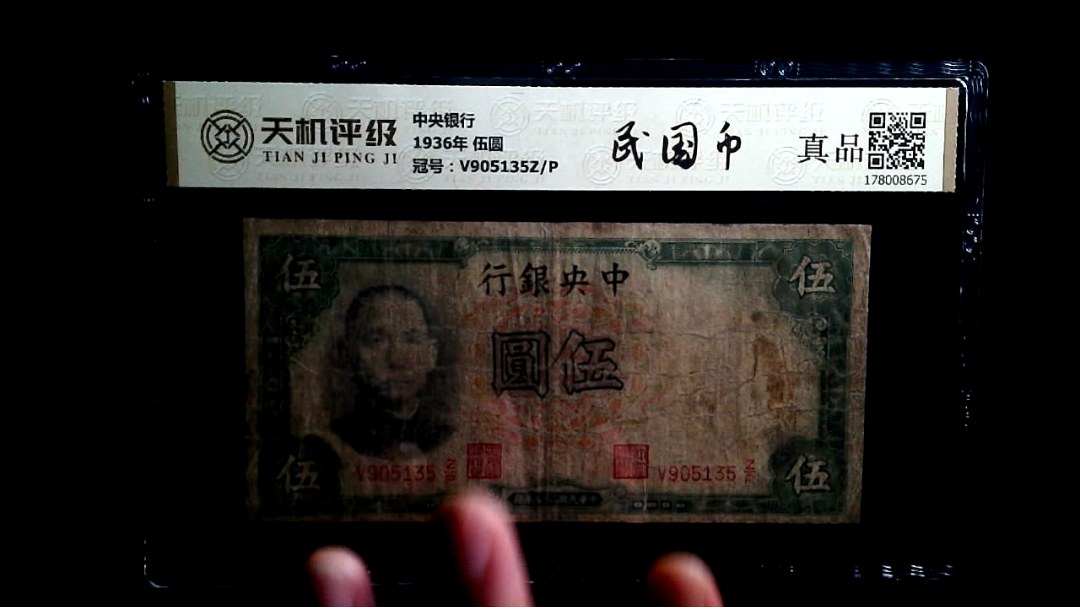 天机评级
TIAN JI PING JI
中央银行
1936年 伍圆
冠号：V905135Z/P
民国币
真品
178008675
伍
行銀央中
伍
圓伍
伍
V905135 Z/P
V905135 Z/P
伍